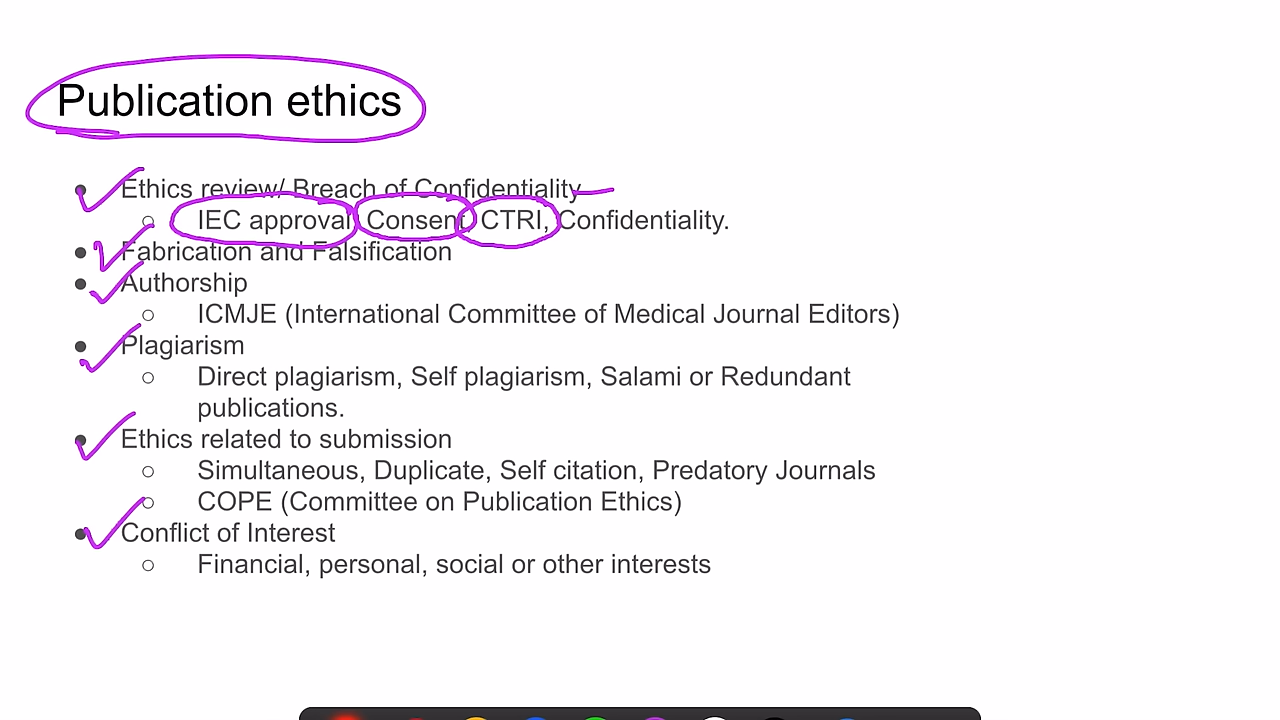 Publication ethics
● Ethics review/ Breach of Confidentiality
○ IEC approval, Consent, CTRI, Confidentiality.
● Fabrication and Falsification
● Authorship
○ ICMJE (International Committee of Medical Journal Editors)
● Plagiarism
○ Direct plagiarism, Self plagiarism, Salami or Redundant
publications.
● Ethics related to submission
○ Simultaneous, Duplicate, Self citation, Predatory Journals
○ COPE (Committee on Publication Ethics)
● Conflict of Interest
○ Financial, personal, social or other interests